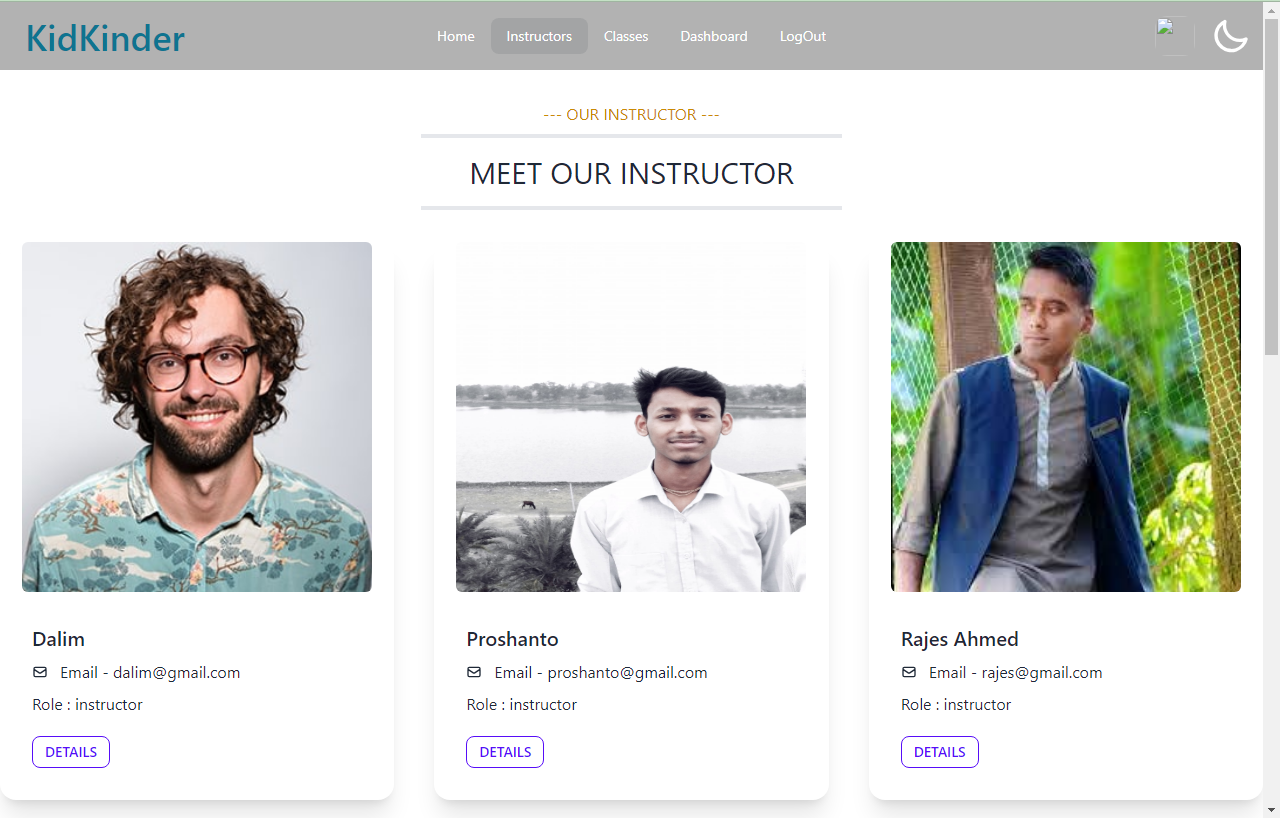 KidKinder
Home Instructors Classes Dashboard LogOut
--- OUR INSTRUCTOR ---
MEET OUR INSTRUCTOR
Dalim
Email - dalim@gmail.com
Role : instructor
DETAILS
Proshanto
Email - proshanto@gmail.com
Role : instructor
DETAILS
Rajes Ahmed
Email - rajes@gmail.com
Role : instructor
DETAILS